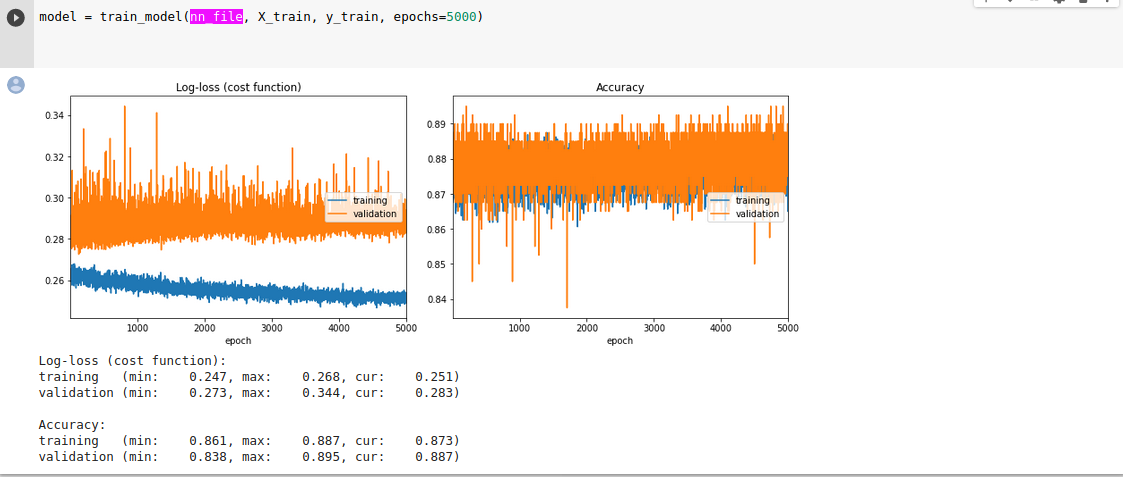 model = train_model(nn_file, X_train, y_train, epochs=5000)
Log-loss (cost function)
0.34
0.32
0.30
0.28
0.26
training
validation
1000 2000 3000 4000 5000
epoch
Accuracy
0.89
0.88
0.87
0.86
0.85
0.84
training
validation
1000 2000 3000 4000 5000
epoch
Log-loss (cost function):
training (min: 0.247, max: 0.268, cur: 0.251)
validation (min: 0.273, max: 0.344, cur: 0.283)
Accuracy:
training (min: 0.861, max: 0.887, cur: 0.873)
validation (min: 0.838, max: 0.895, cur: 0.887)